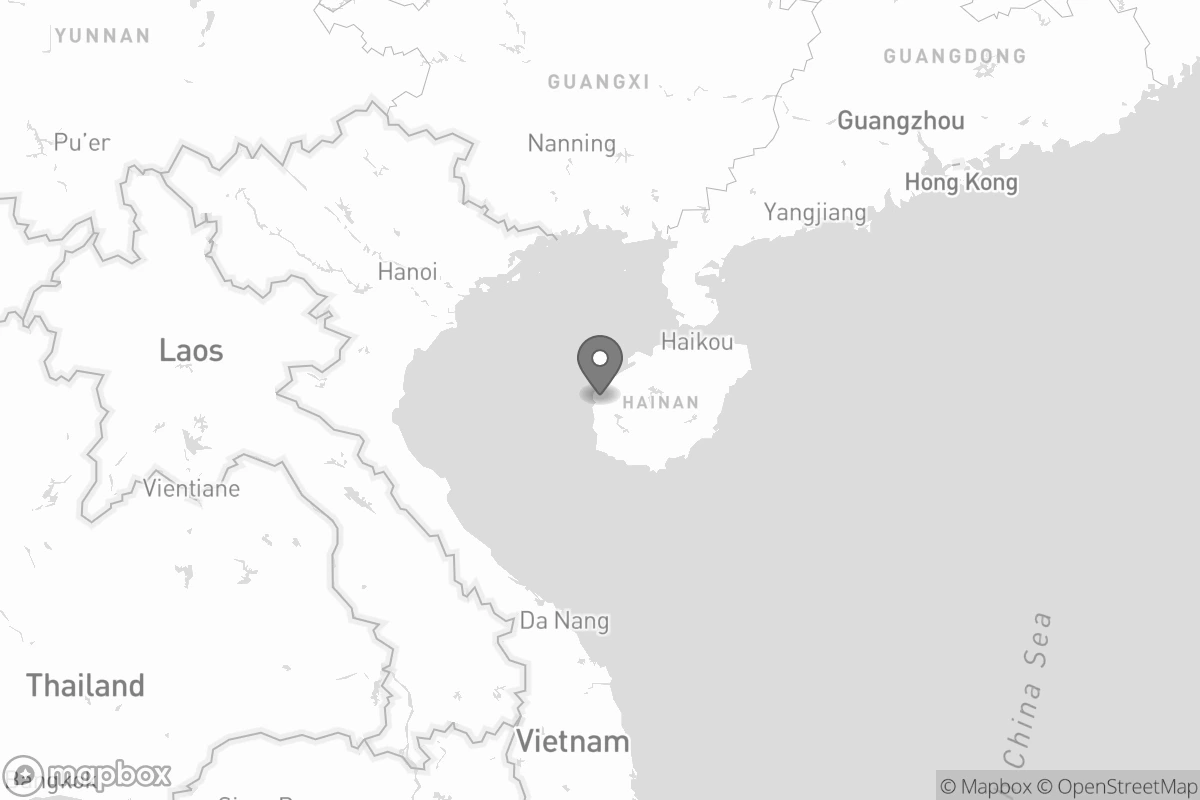 YUNNAN
GUANGXI
GUANGDONG
Pu'er
Nanning
Guangzhou
Hong Kong
Yangjiang
Hanoi
Laos
Haikou
HAINAN
Vientiane
Da Nang
China Sea
Thailand
Vietnam
Bangkok
mapbox
© Mapbox © OpenStreetMap